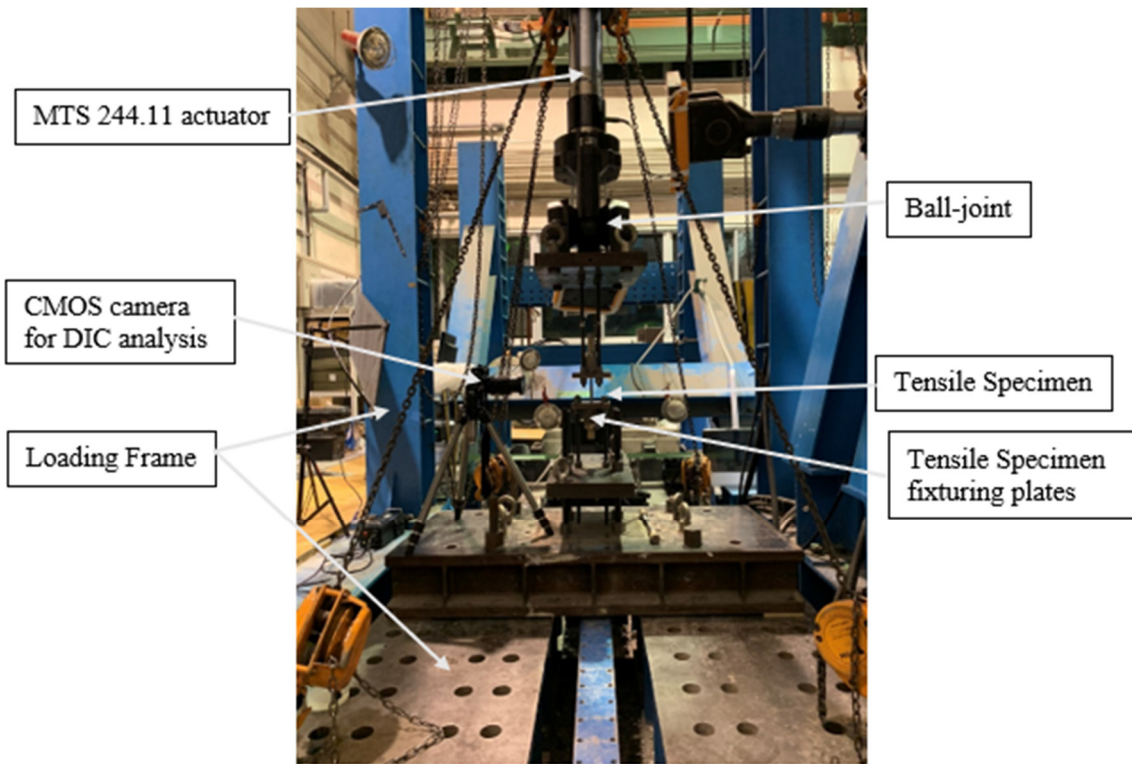 MTS 244.11 actuator
Ball-joint
CMOS camera
for DIC analysis
Tensile Specimen
Loading Frame
Tensile Specimen
fixturing plates